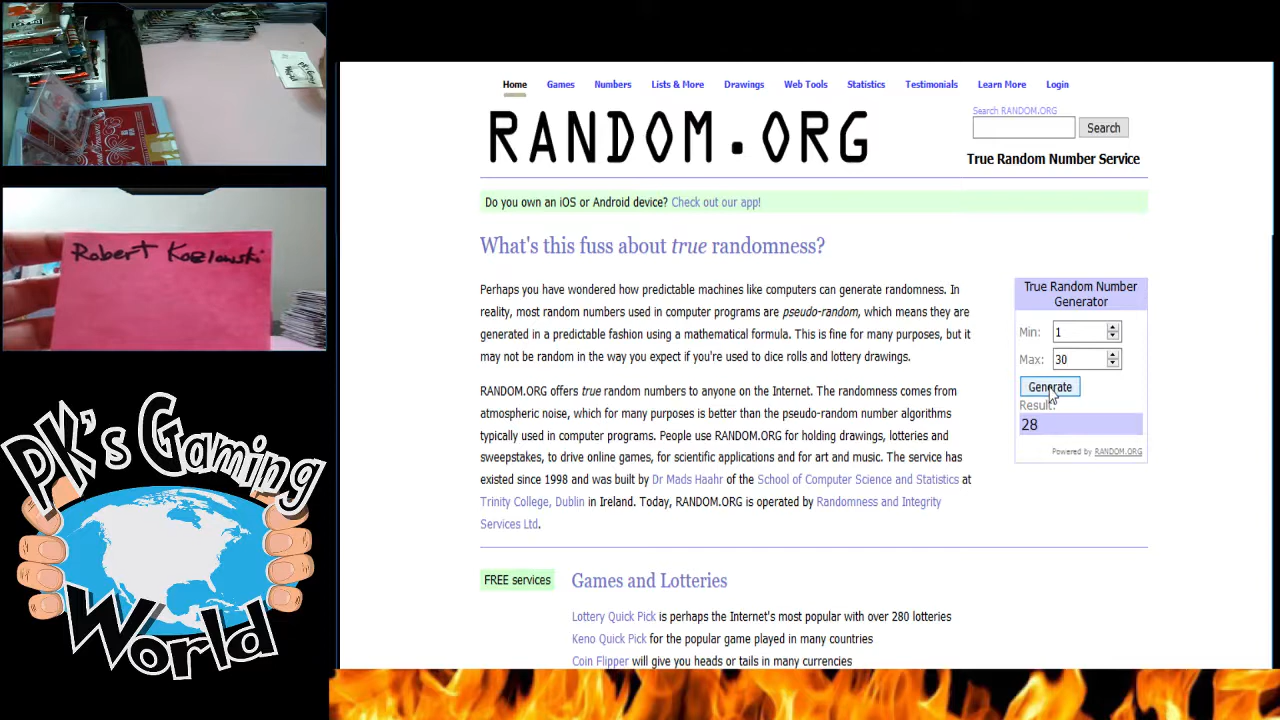 Robert Kozlowski
PK's Gaming
World
Home Games Numbers Lists & More Drawings Web Tools Statistics Testimonials Learn More Login
RANDOM.ORG
Search RANDOM.ORG
Search
True Random Number Service
Do you own an iOS or Android device? Check out our app!
What's this fuss about true randomness?
Perhaps you have wondered how predictable machines like computers can generate randomness. In
reality, most random numbers used in computer programs are pseudo-random, which means they are
generated in a predictable fashion using a mathematical formula. This is fine for many purposes, but it
may not be random in the way you expect if you're used to dice rolls and lottery drawings.
RANDOM.ORG offers true random numbers to anyone on the Internet. The randomness comes from
atmospheric noise, which for many purposes is better than the pseudo-random number algorithms
typically used in computer programs. People use RANDOM.ORG for holding drawings, lotteries and
sweepstakes, to drive online games, for scientific applications and for art and music. The service has
existed since 1998 and was built by Dr Mads Haahr of the School of Computer Science and Statistics at
Trinity College, Dublin in Ireland. Today, RANDOM.ORG is operated by Randomness and Integrity
Services Ltd.
True Random Number
Generator
Min: 1
Max: 30
Generate
Result:
28
Powered by RANDOM.ORG
FREE services
Games and Lotteries
Lottery Quick Pick is perhaps the Internet's most popular with over 280 lotteries
Keno Quick Pick for the popular game played in many countries
Coin Flipper will give you heads or tails in many currencies